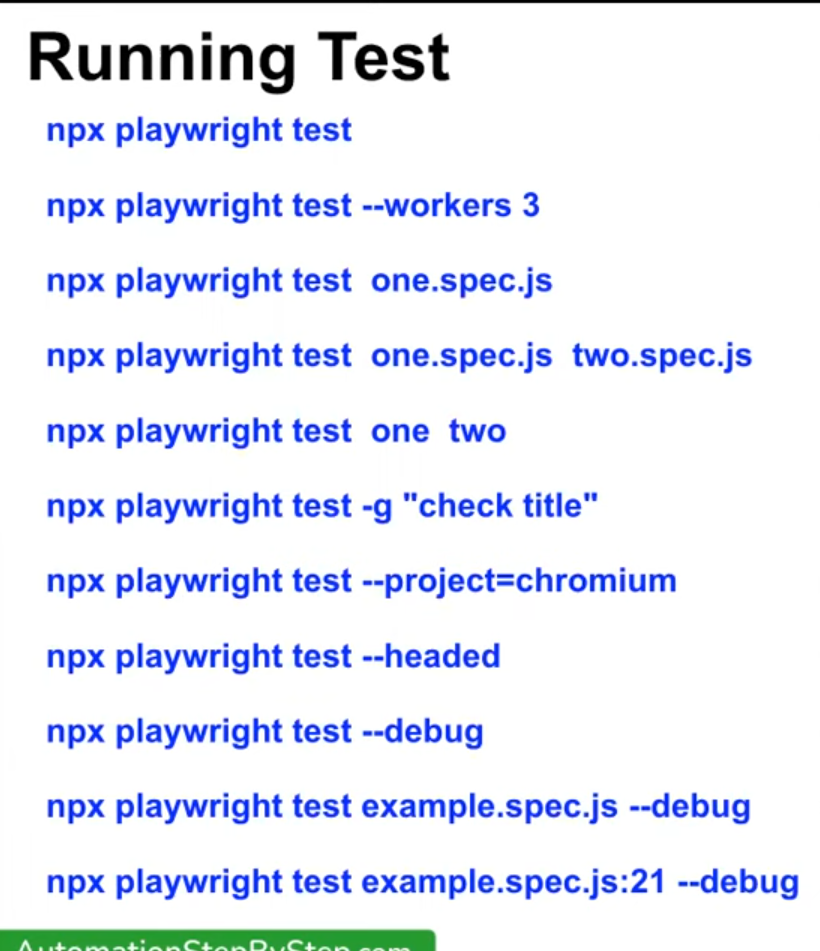 Running Test
npx playwright test
npx playwright test --workers 3
npx playwright test  one.spec.js
npx playwright test  one.spec.js  two.spec.js
npx playwright test  one  two
npx playwright test -g "check title"
npx playwright test --project=chromium
npx playwright test --headed
npx playwright test --debug
npx playwright test example.spec.js --debug
npx playwright test example.spec.js:21 --debug
AutomationStepByStep.com